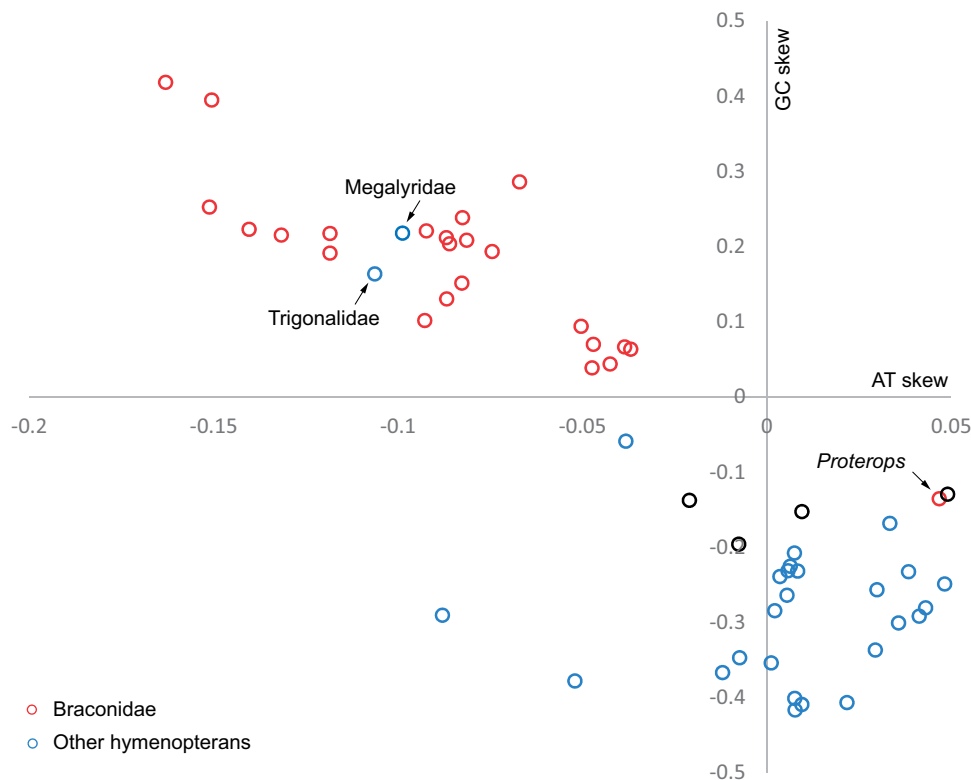 0.5
GC skew
0.4
0.3
Megalyridae
0.2
Trigonalidae
0.1
0
AT skew
-0.2
-0.15
-0.1
-0.05
0
0.05
-0.1
Proterops
-0.2
-0.3
-0.4
-0.5
Braconidae
Other hymenopterans